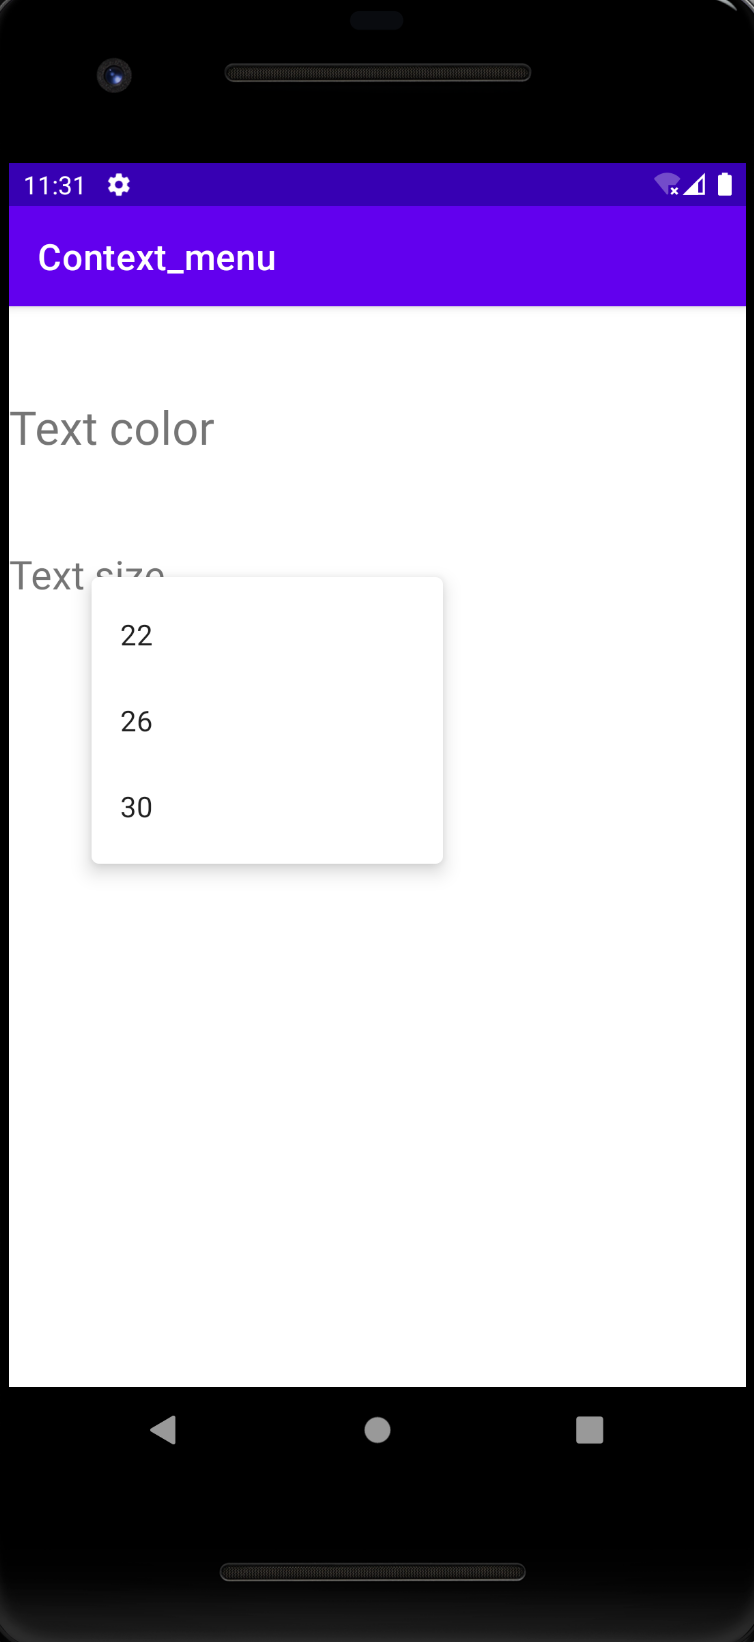 11:31
Context_menu
Text color
Text size
22
26
30